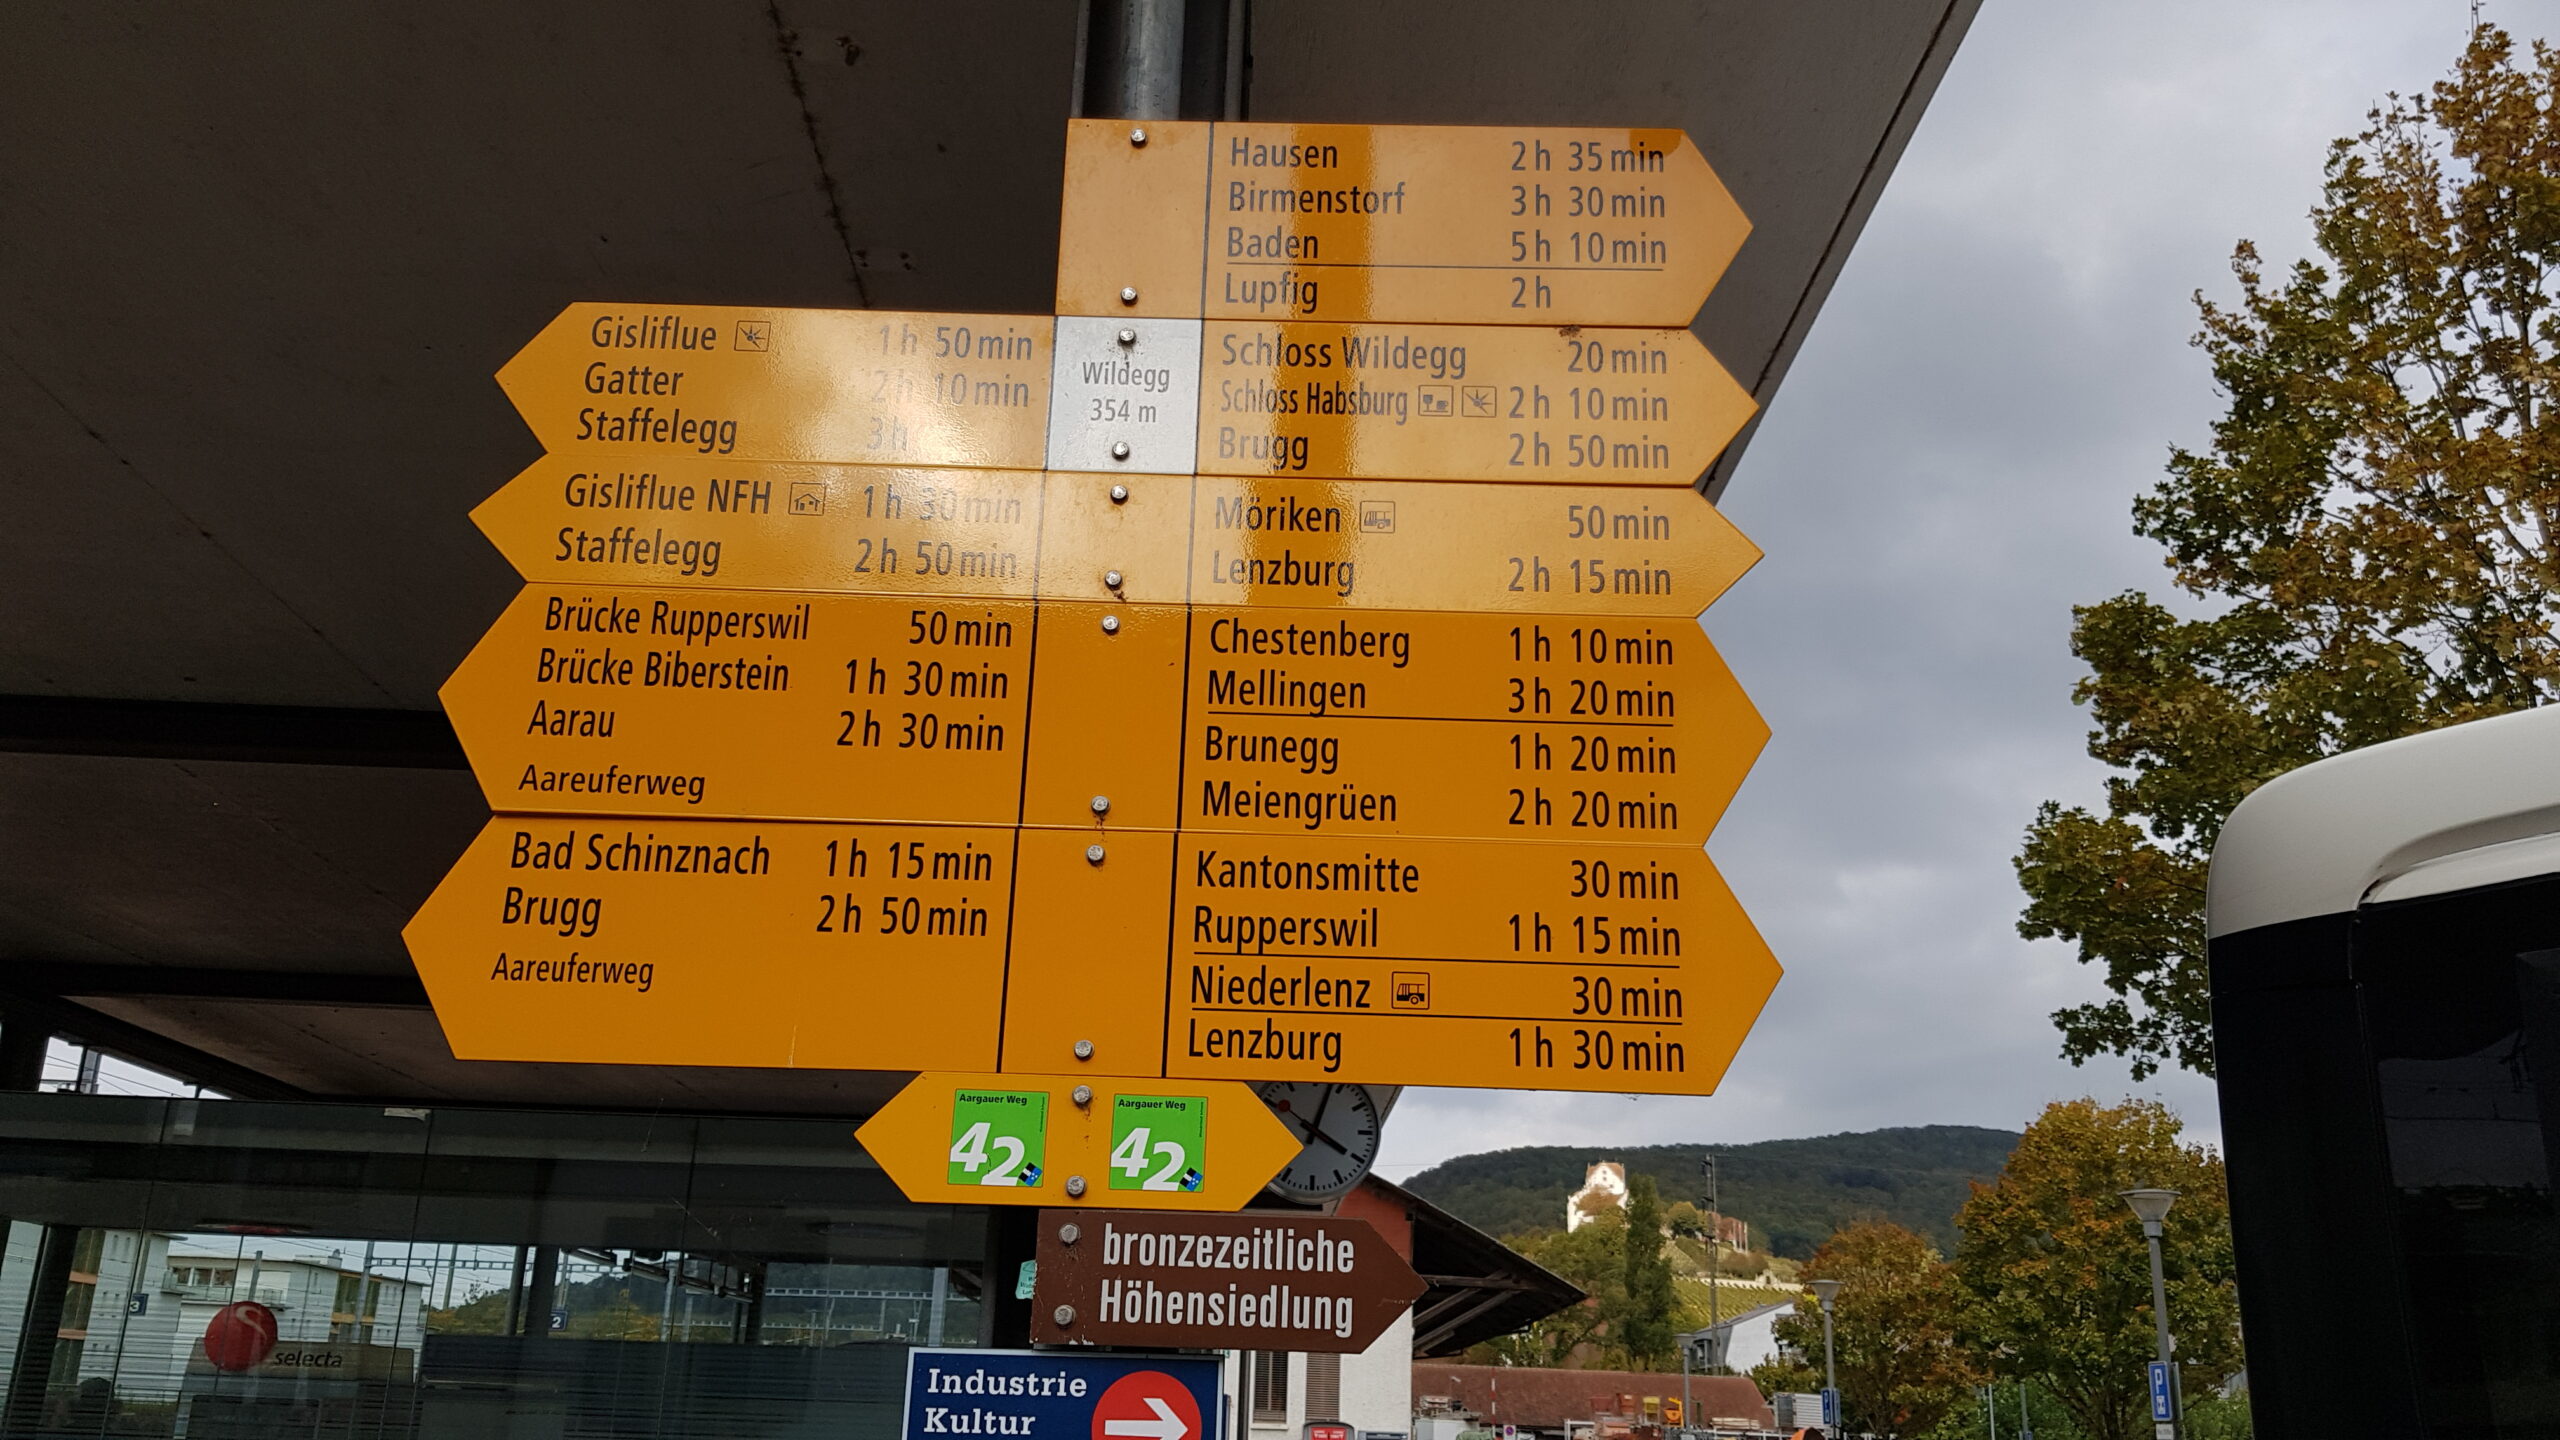 Hausen 2 h 35 min
Birmenstorf 3 h 30 min
Baden 5 h 10 min
Lupfig 2 h
Gisliflue 1 h 50 min
Gatter 2 h 10 min
Staffelegg 3 h
Wildegg
354 m
Schloss Wildegg 20 min
Schloss Habsburg 2 h 10 min
Brugg 2 h 50 min
Gisliflue NFH 1 h 30 min
Staffelegg 2 h 50 min
Möriken 50 min
Lenzburg 2 h 15 min
Brücke Rupperswil 50 min
Brücke Biberstein 1 h 30 min
Aarau 2 h 30 min
Aareuferweg
Chestenberg 1 h 10 min
Mellingen 3 h 20 min
Brunegg 1 h 20 min
Meiengrüen 2 h 20 min
Bad Schinznach 1 h 15 min
Brugg 2 h 50 min
Aareuferweg
Kantonsmitte 30 min
Rupperswil 1 h 15 min
Niederlenz 30 min
Lenzburg 1 h 30 min
Aargauer Weg
42
Aargauer Weg
42
bronzezeitliche
Höhensiedlung
Industrie
Kultur
selecta
3
2
P